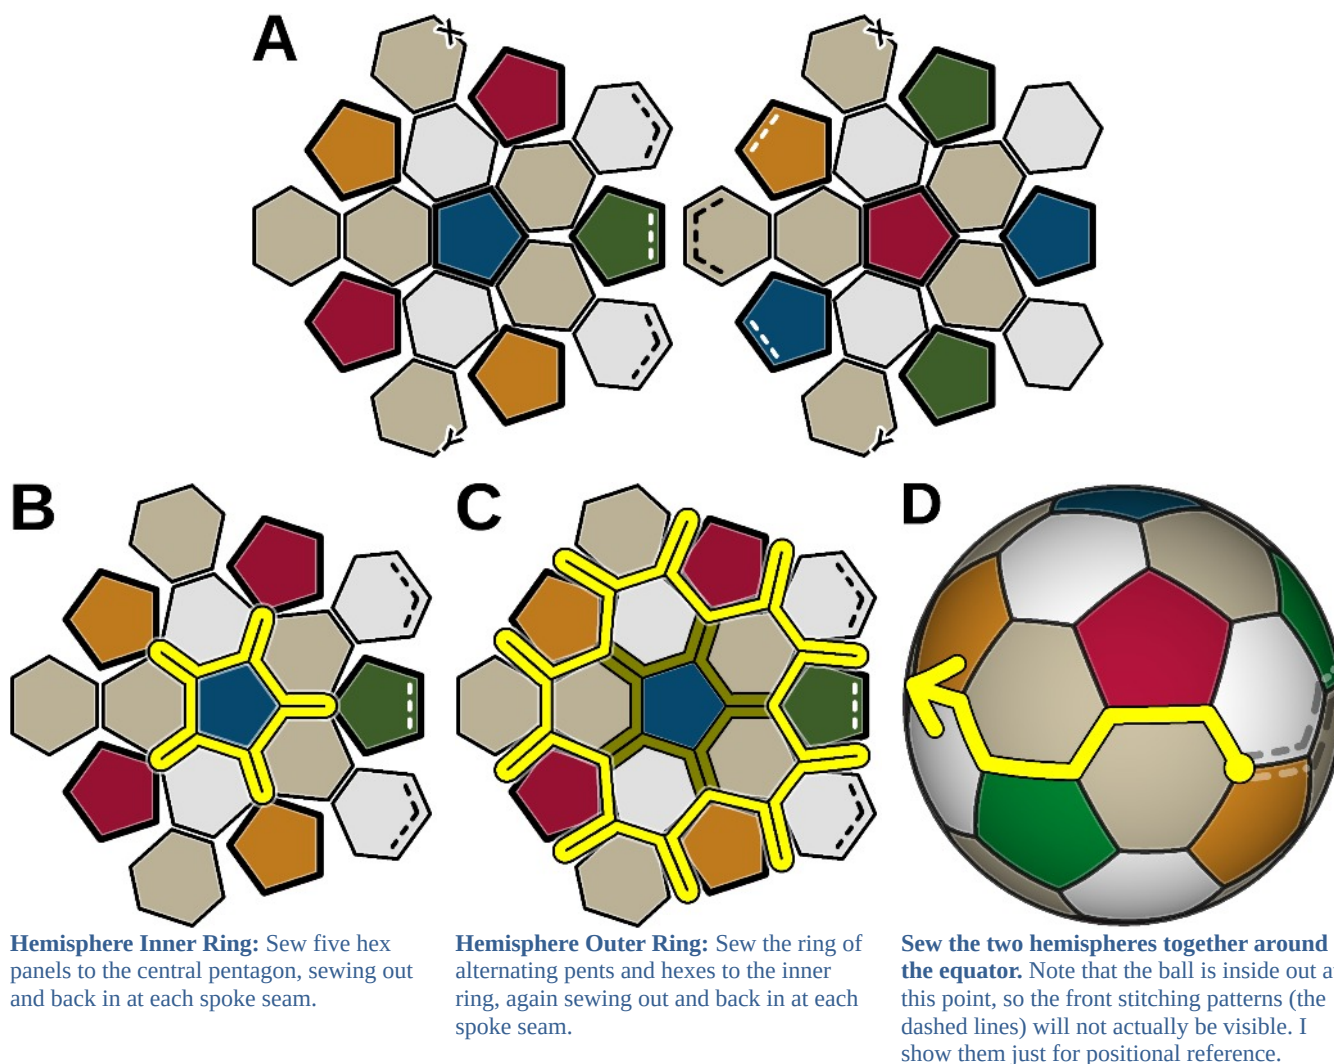 A
X
X
Y
Y
B
C
D
Hemisphere Inner Ring: Sew five hex
panels to the central pentagon, sewing out
and back in at each spoke seam.
Hemisphere Outer Ring: Sew the ring of
alternating pents and hexes to the inner
ring, again sewing out and back in at each
spoke seam.
Sew the two hemispheres together around
the equator. Note that the ball is inside out a
this point, so the front stitching patterns (the
dashed lines) will not actually be visible. I
show them just for positional reference.